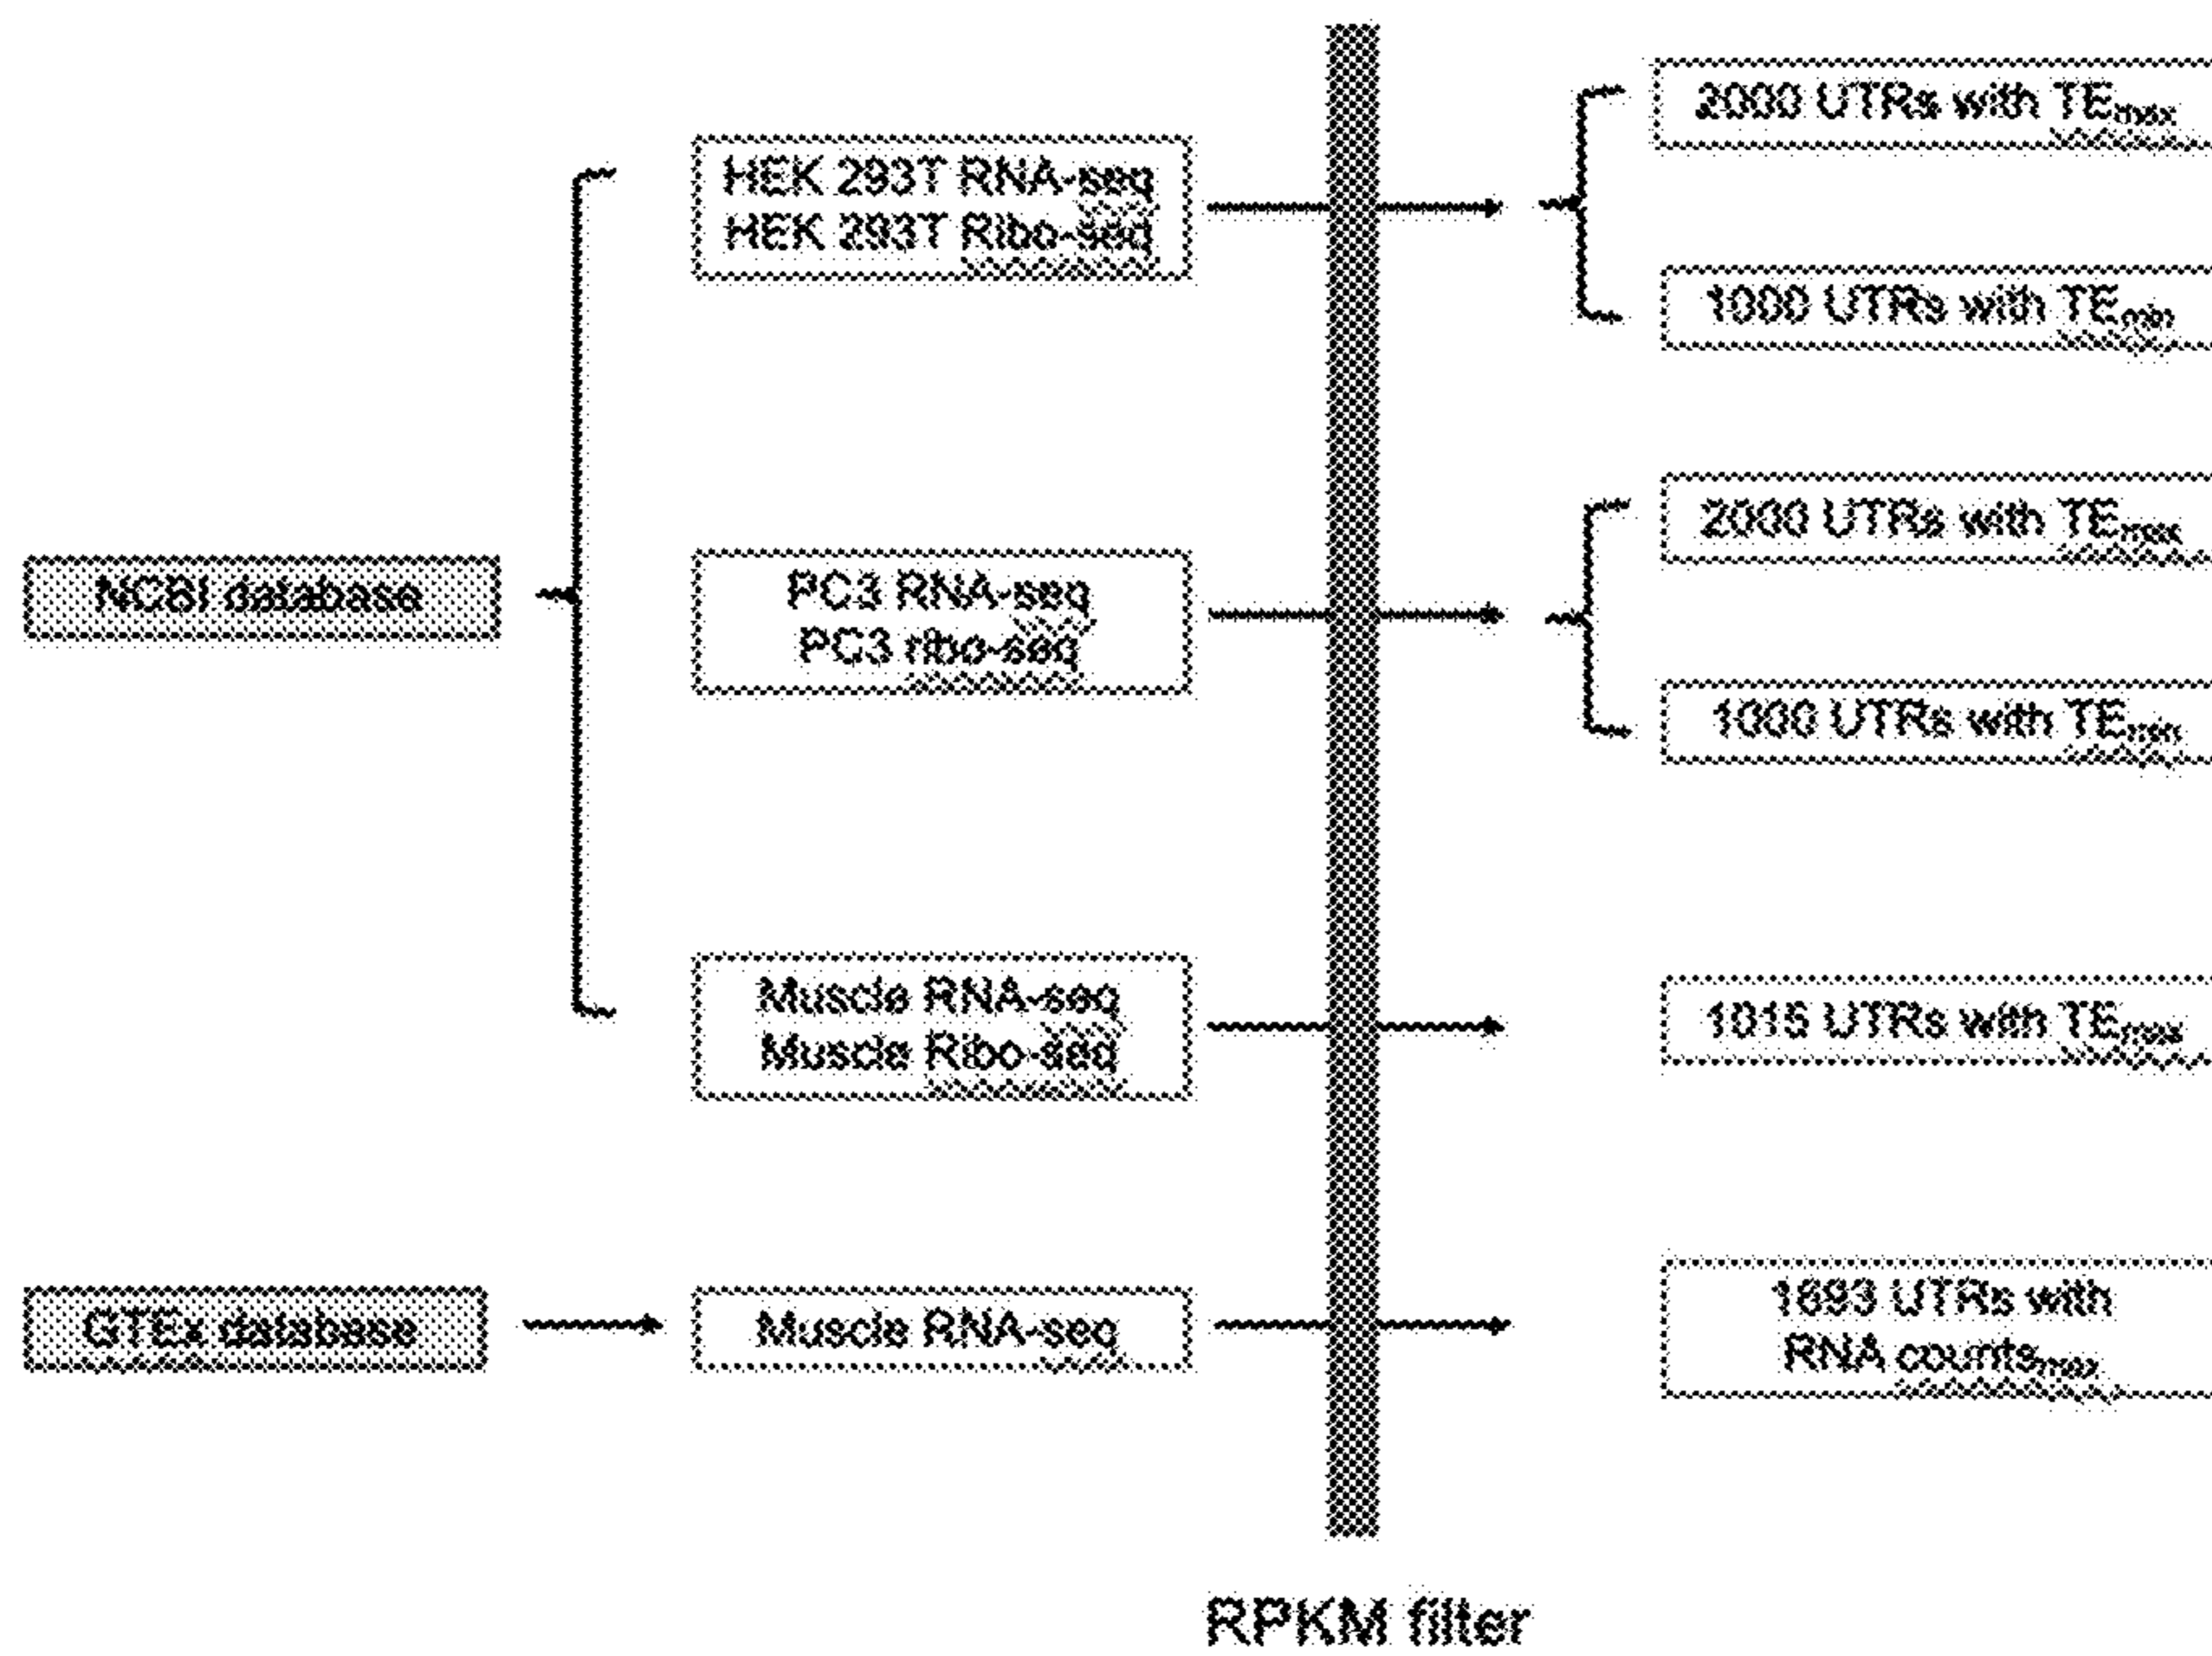 2000 UTRs with TEmax
HEK 293T RNA-seq
HEK 293T Ribo-seq
1000 UTRs with TEmin
2000 UTRs with TEmax
NCBI database
PC3 RNA-seq
PC3 ribo-seq
1000 UTRs with TEmin
Muscle RNA-seq
Muscle Ribo-seq
1015 UTRs with TEmax
GTEx database
Muscle RNA-seq
1693 UTRs with
RNA countsmax
RPKM filter